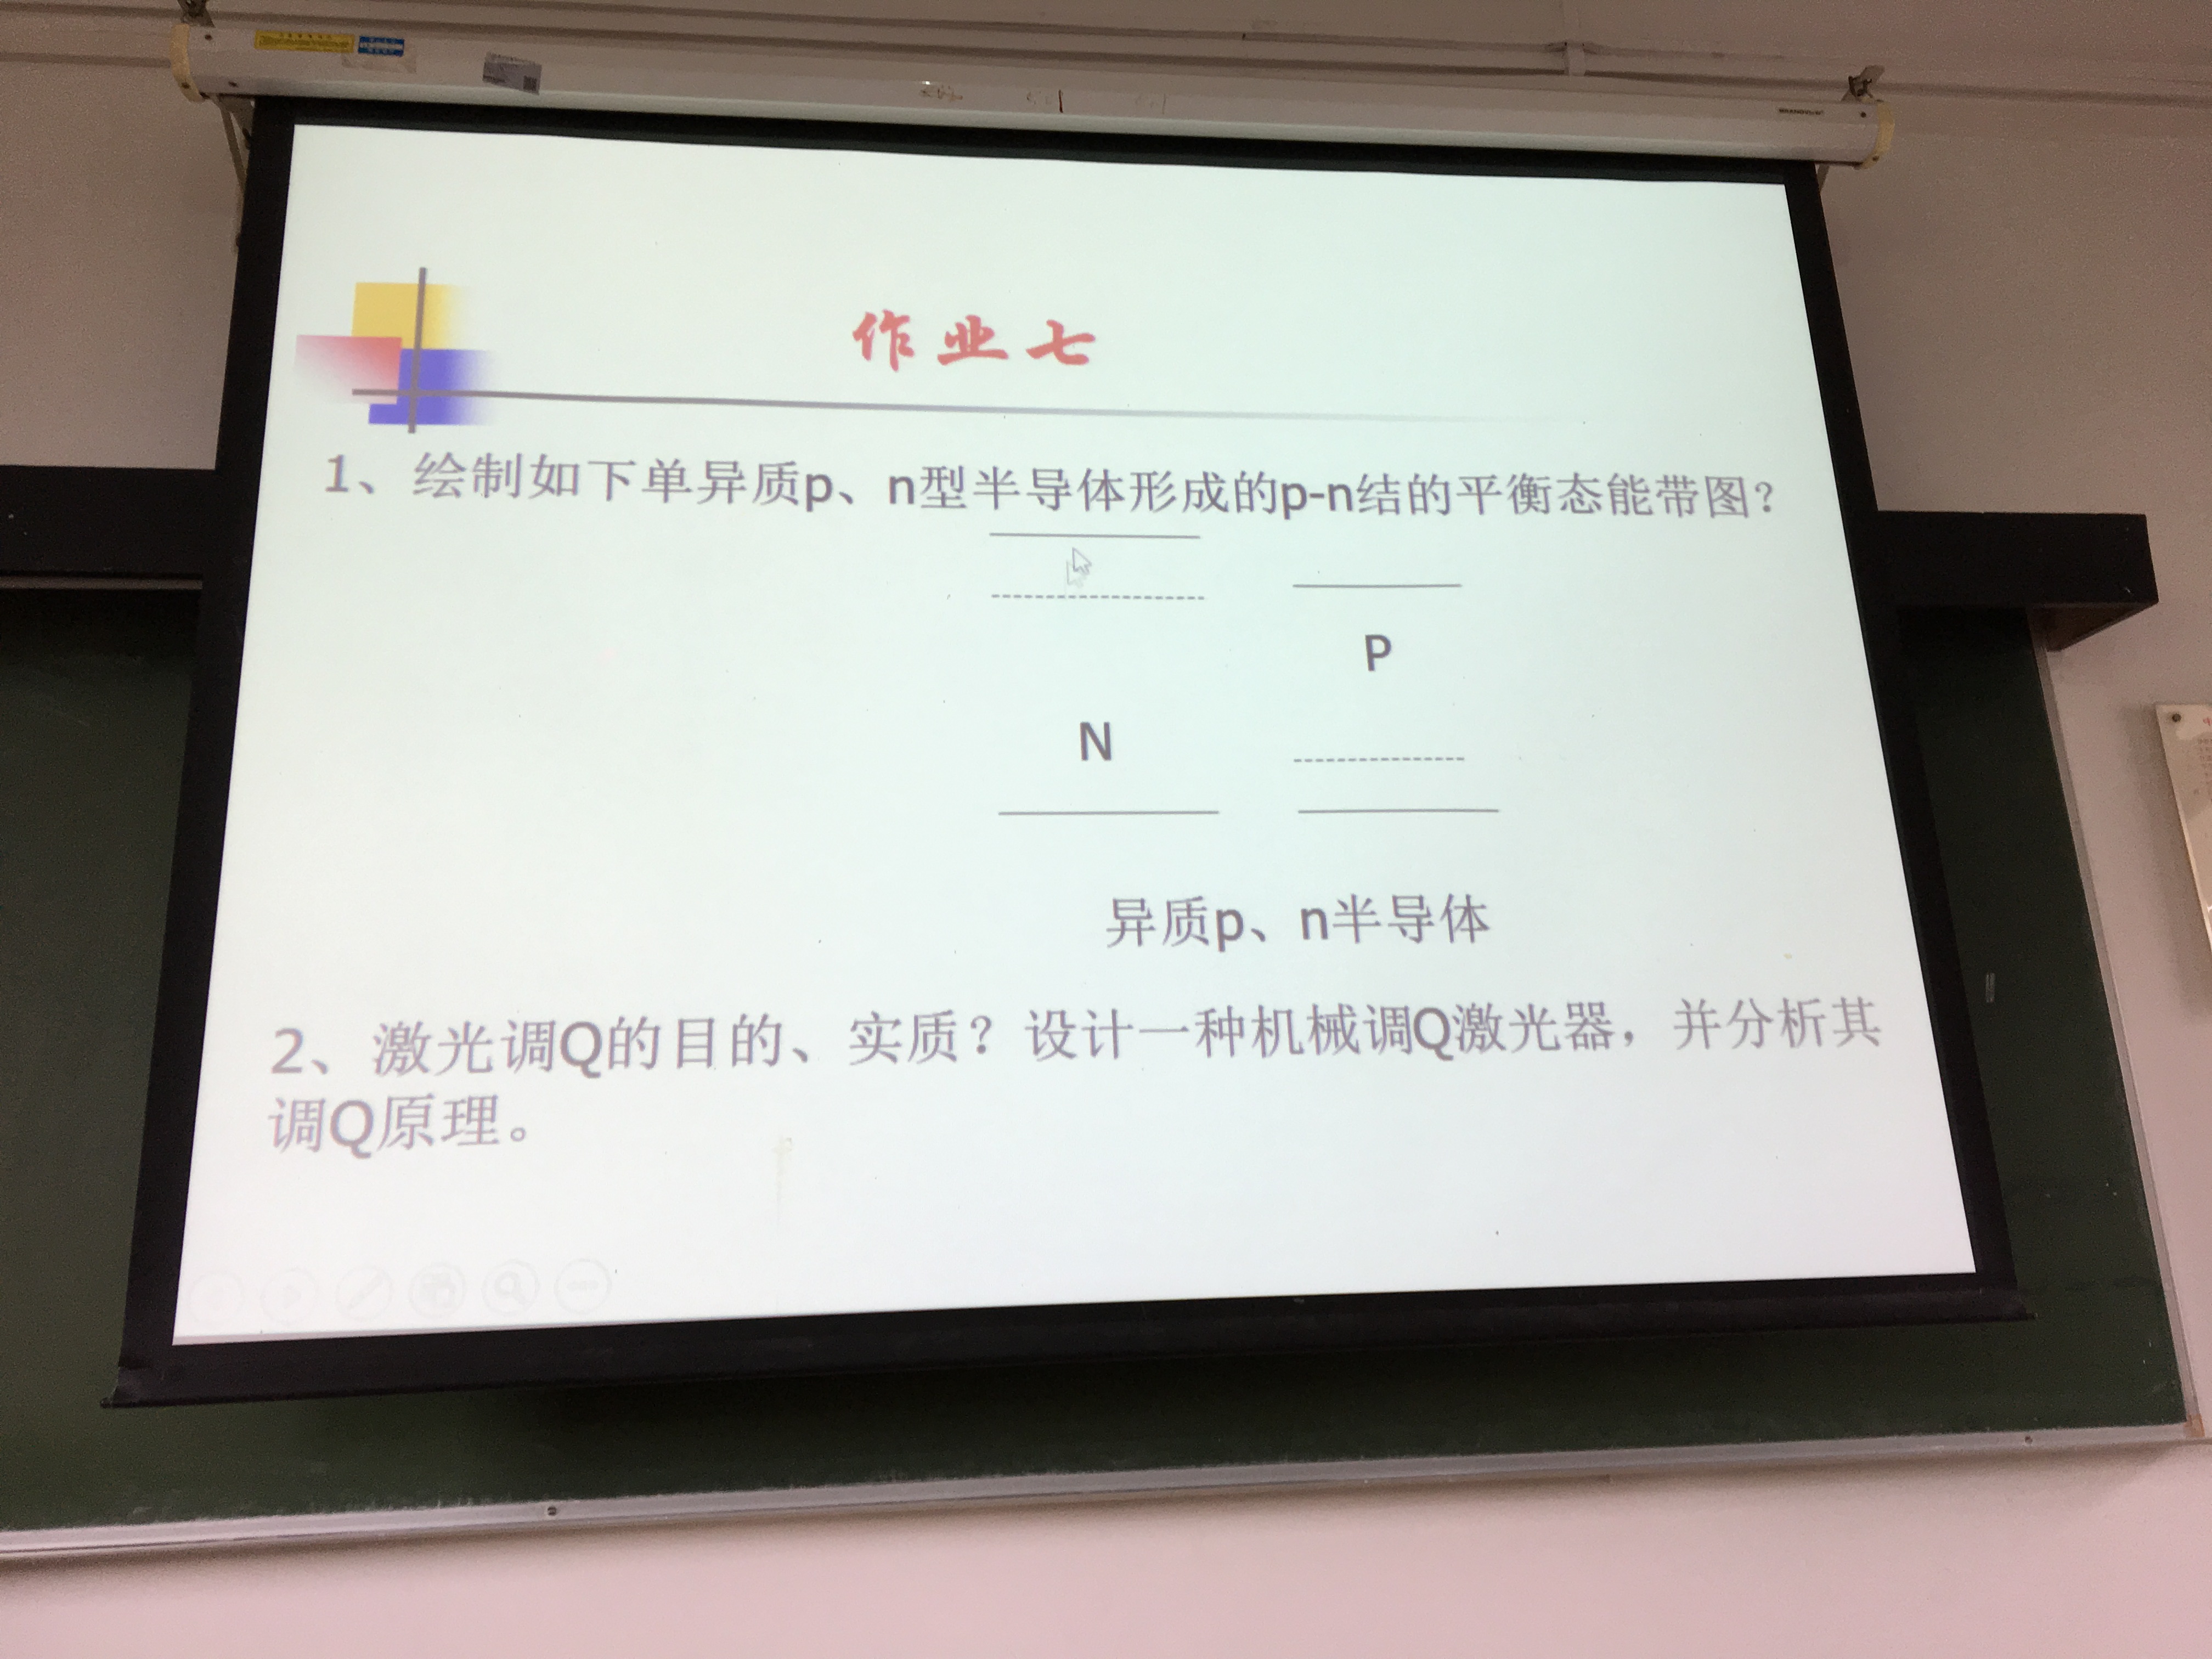 作业七
1、绘制如下单异质p、n型半导体形成的p-n结的平衡态能带图？
P
N
异质p、n半导体
2、激光调Q的目的、实质？设计一种机械调Q激光器，并分析其
调Q原理。